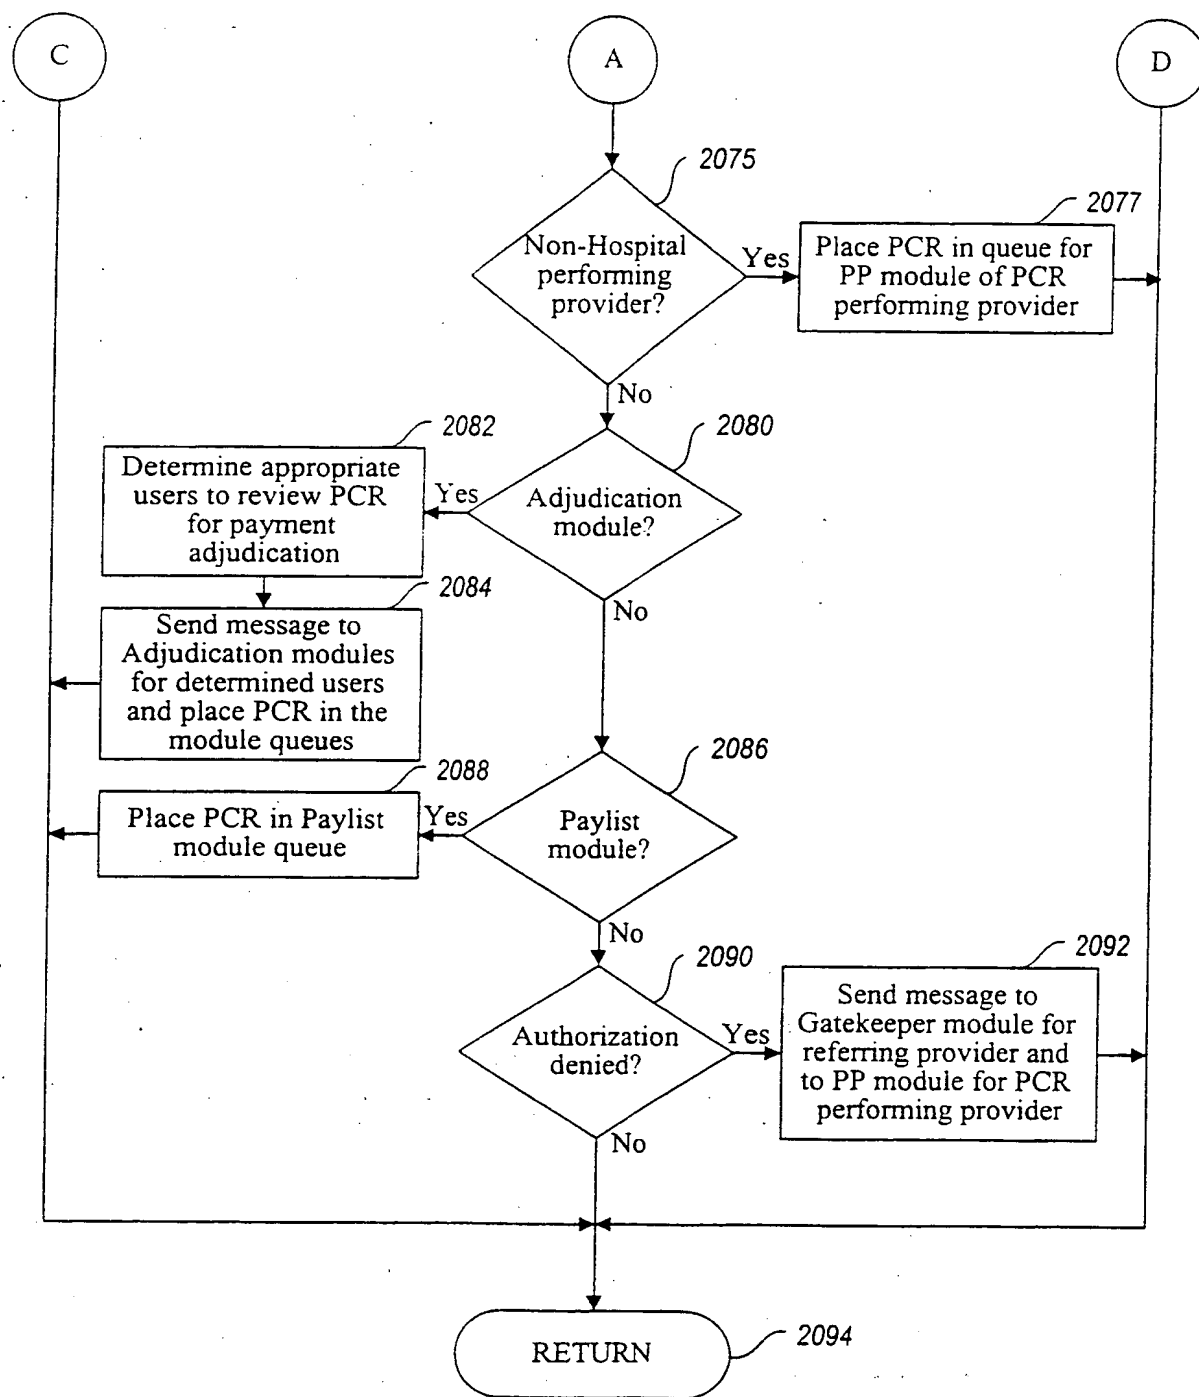 C
A
D
2075
Non-Hospital
performing
provider?
Yes
2077
Place PCR in queue for
PP module of PCR
performing provider
No
2080
Adjudication
module?
Yes
2082
Determine appropriate
users to review PCR
for payment
adjudication
2084
Send message to
Adjudication modules
for determined users
and place PCR in the
module queues
No
2086
Paylist
module?
Yes
2088
Place PCR in Paylist
module queue
No
2090
Authorization
denied?
Yes
2092
Send message to
Gatekeeper module for
referring provider and
to PP module for PCR
performing provider
No
RETURN
2094